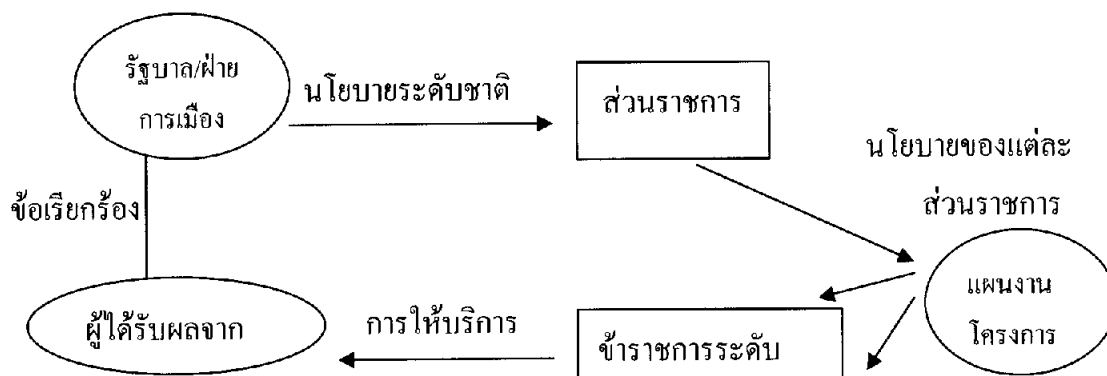 รัฐบาล/ฝ่าย
การเมือง
นโยบายระดับชาติ
ส่วนราชการ
นโยบายของแต่ละ
ส่วนราชการ
ข้อเรียกร้อง
แผนงาน
โครงการ
ผู้ได้รับผลจาก
การให้บริการ
ข้าราชการระดับ